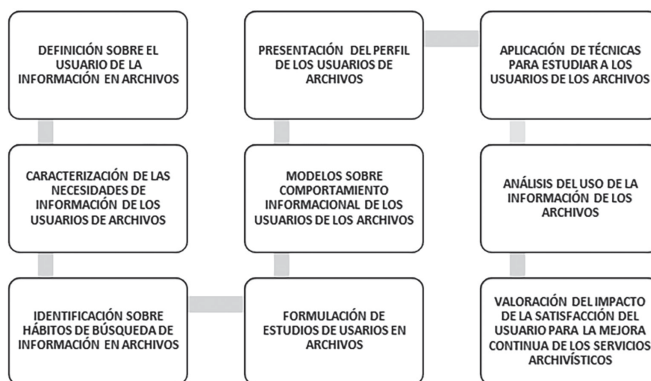 DEFINICIÓN SOBRE EL
USUARIO DE LA
INFORMACIÓN EN ARCHIVOS
CARACTERIZACIÓN DE LAS
NECESIDADES DE
INFORMACIÓN DE LOS
USUARIOS DE ARCHIVOS
IDENTIFICACIÓN SOBRE
HÁBITOS DE BÚSQUEDA DE
INFORMACIÓN EN ARCHIVOS
FORMULACIÓN DE
ESTUDIOS DE USARIOS EN
ARCHIVOS
MODELOS SOBRE
COMPORTAMIENTO
INFORMACIONAL DE LOS
USUARIOS DE LOS ARCHIVOS
PRESENTACIÓN DEL PERFIL
DE LOS USUARIOS DE
ARCHIVOS
APLICACIÓN DE TÉCNICAS
PARA ESTUDIAR A LOS
USUARIOS DE LOS ARCHIVOS
ANÁLISIS DEL USO DE LA
INFORMACIÓN DE LOS
ARCHIVOS
VALORACIÓN DEL IMPACTO
DE LA SATISFACCIÓN DEL
USUARIO PARA LA MEJORA
CONTINUA DE LOS SERVICIOS
ARCHIVÍSTICOS